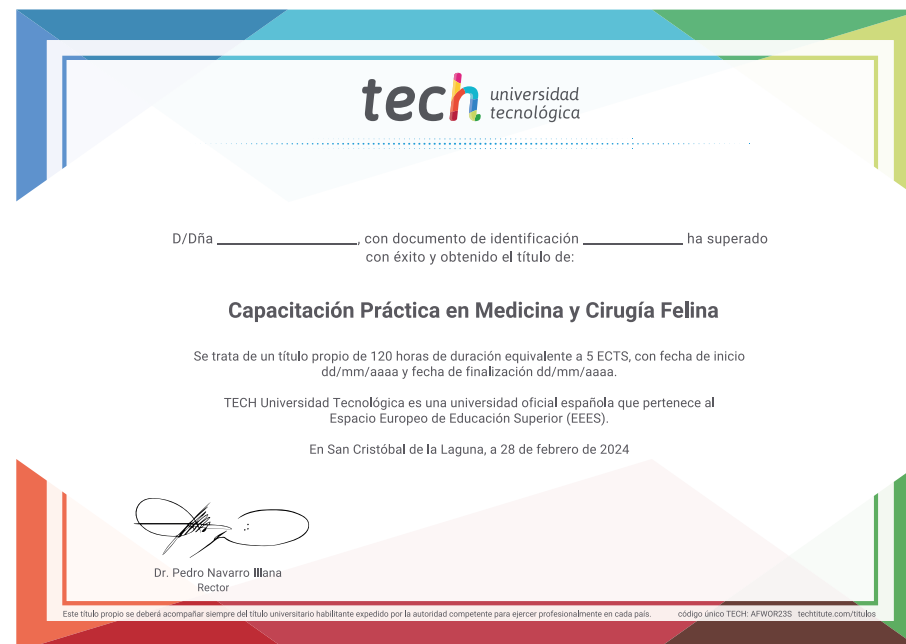 tech universidad
tecnológica
D/Dña ____________, con documento de identificación ____________ ha superado
con éxito y obtenido el título de:
Capacitación Práctica en Medicina y Cirugía Felina
Se trata de un título propio de 120 horas de duración equivalente a 5 ECTS, con fecha de inicio
dd/mm/aaaa y fecha de finalización dd/mm/aaaa.
TECH Universidad Tecnológica es una universidad oficial española que pertenece al
Espacio Europeo de Educación Superior (EEES).
En San Cristóbal de la Laguna, a 28 de febrero de 2024
Dr. Pedro Navarro Illana
Rector
Este título propio se deberá acompañar siempre del título universitario habilitante expedido por la autoridad competente para ejercer profesionalmente en cada país. código único TECH: AFWOR23S techtitute.com/titulos